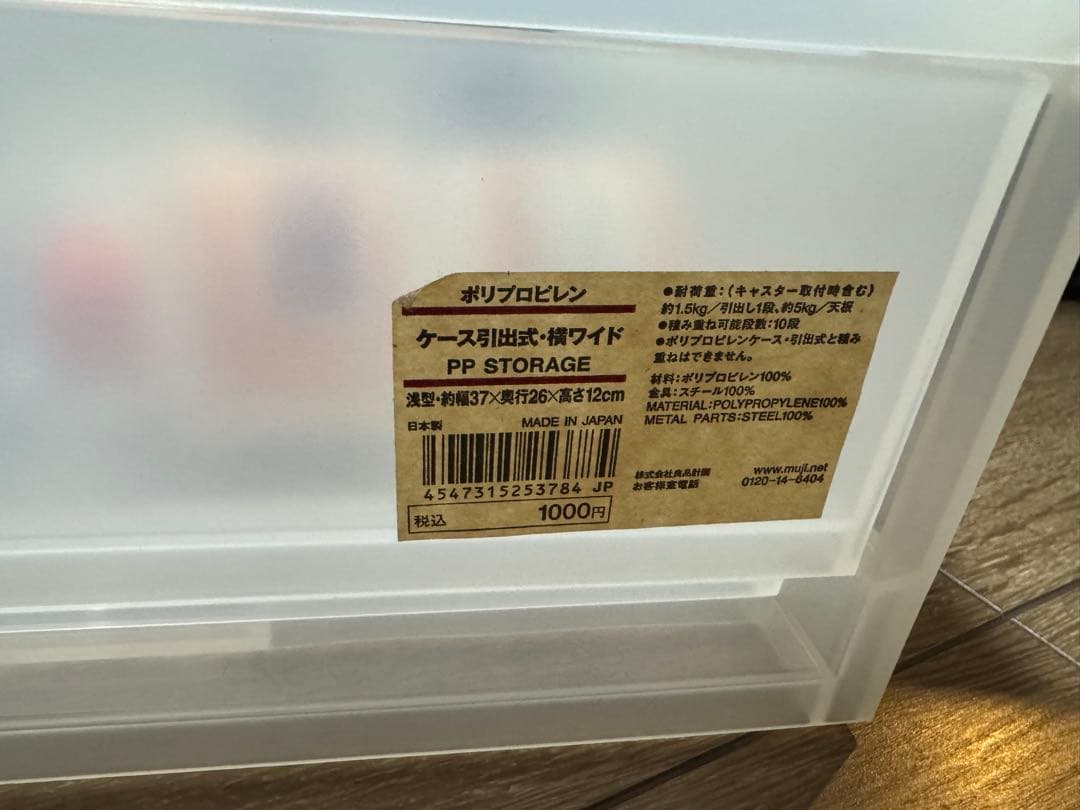 ポリプロピレン
ケース引出式・横ワイド
PP STORAGE
浅型・約幅37×奥行26×高さ12cm
日本製 MADE IN JAPAN
4547315253784 JP
税込 1000円
●耐荷重:(キャスター取付時含む)
約1.5kg/引出し1段、約5kg/天板
●積み重ね可能段数:10段
●ポリプロピレンケース・引出式と積み
重ねはできません。
材料:ポリプロピレン100%
金具:スチール100%
MATERIAL:POLYPROPYLENE100%
METAL PARTS:STEEL100%
株式会社良品計画 www.muji.net
お客様室電話 0120-14-6404